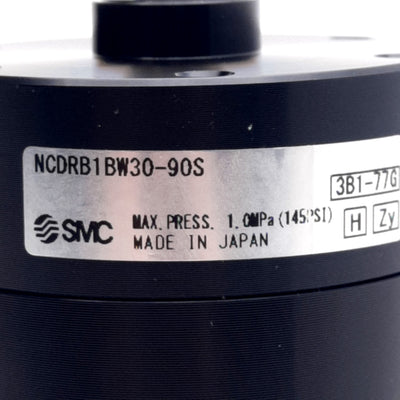 NCDRB1BW30-90S
3B1-77G
SMC MAX.PRESS. 1.0MPa(145PSI) H Zy
MADE IN JAPAN